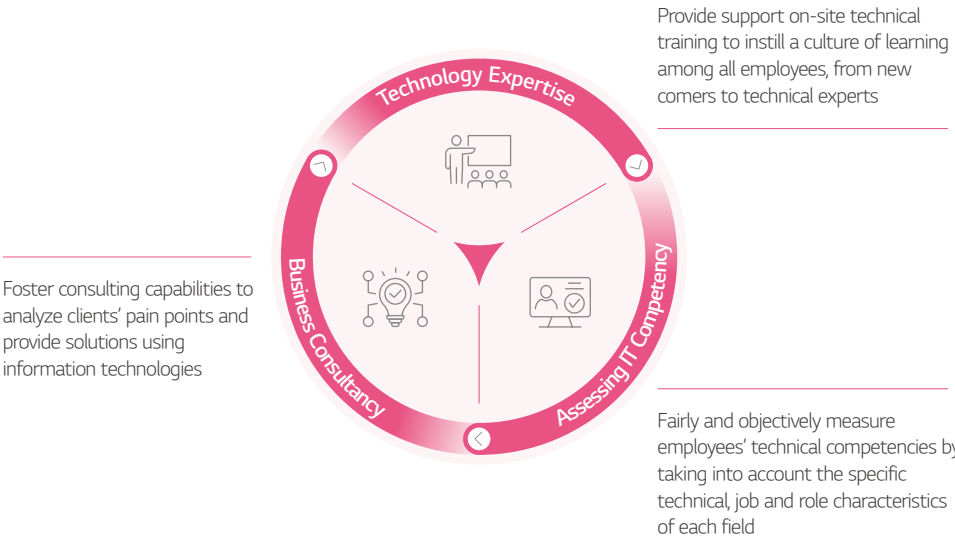 Provide support on-site technical
training to instill a culture of learning
among all employees, from new
comers to technical experts
Technology Expertise
Business Consultancy
Assessing IT Competency
Foster consulting capabilities to
analyze clients' pain points and
provide solutions using
information technologies
Fairly and objectively measure
employees' technical competencies by
taking into account the specific
technical, job and role characteristics
of each field